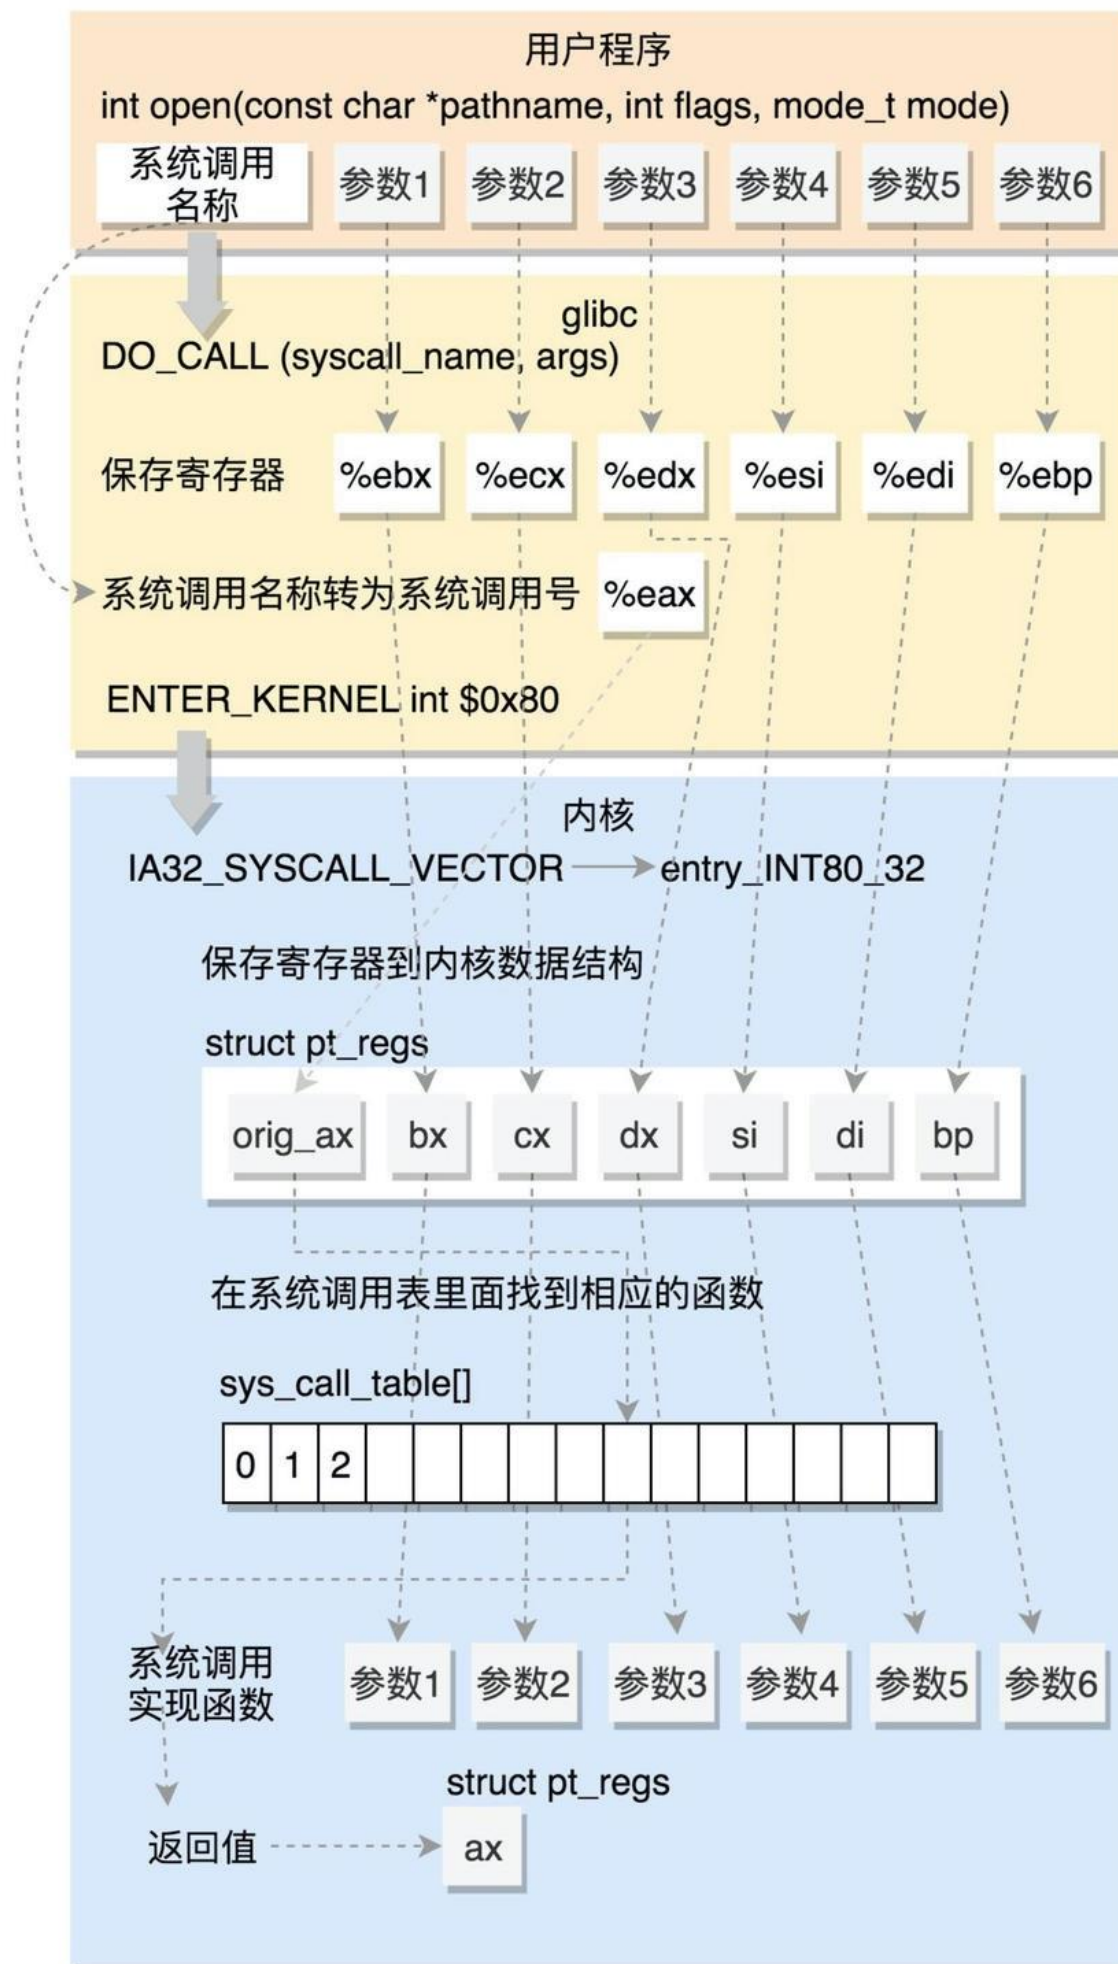 用户程序
int open(const char *pathname, int flags, mode_t mode)
系统调用
名称
参数1 参数2 参数3 参数4 参数5 参数6
glibc
DO_CALL (syscall_name, args)
保存寄存器 %ebx %ecx %edx %esi %edi %ebp
系统调用名称转为系统调用号 %eax
ENTER_KERNEL int $0x80
内核
IA32_SYSCALL_VECTOR entry_INT80_32
保存寄存器到内核数据结构
struct pt_regs
orig_ax bx cx dx si di bp
在系统调用表里面找到相应的函数
sys_call_table[]
0 1 2
系统调用
实现函数
参数1 参数2 参数3 参数4 参数5 参数6
struct pt_regs
返回值 ax